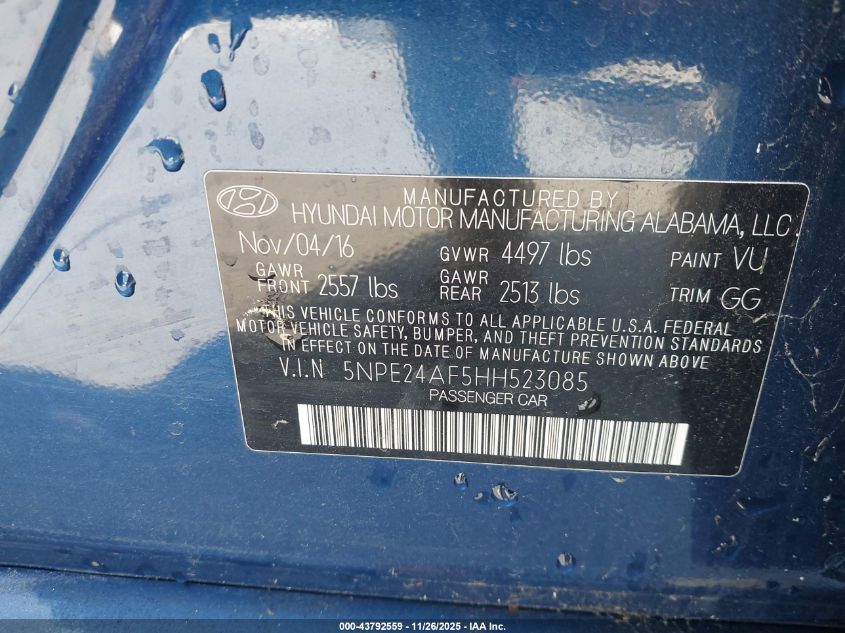 MANUFACTURED BY
HYUNDAI MOTOR MANUFACTURING ALABAMA, LLC
Nov/04/16 GVWR 4497 lbs PAINT VU
GAWR FRONT 2557 lbs GAWR REAR 2513 lbs TRIM GG
THIS VEHICLE CONFORMS TO ALL APPLICABLE U.S.A. FEDERAL
MOTOR VEHICLE SAFETY, BUMPER, AND THEFT PREVENTION STANDARDS
IN EFFECT ON THE DATE OF MANUFACTURE SHOWN ABOVE
V.I.N 5NPE24AF5HH523085
PASSENGER CAR
000-43792559 - 11/26/2025 - IAA Inc.